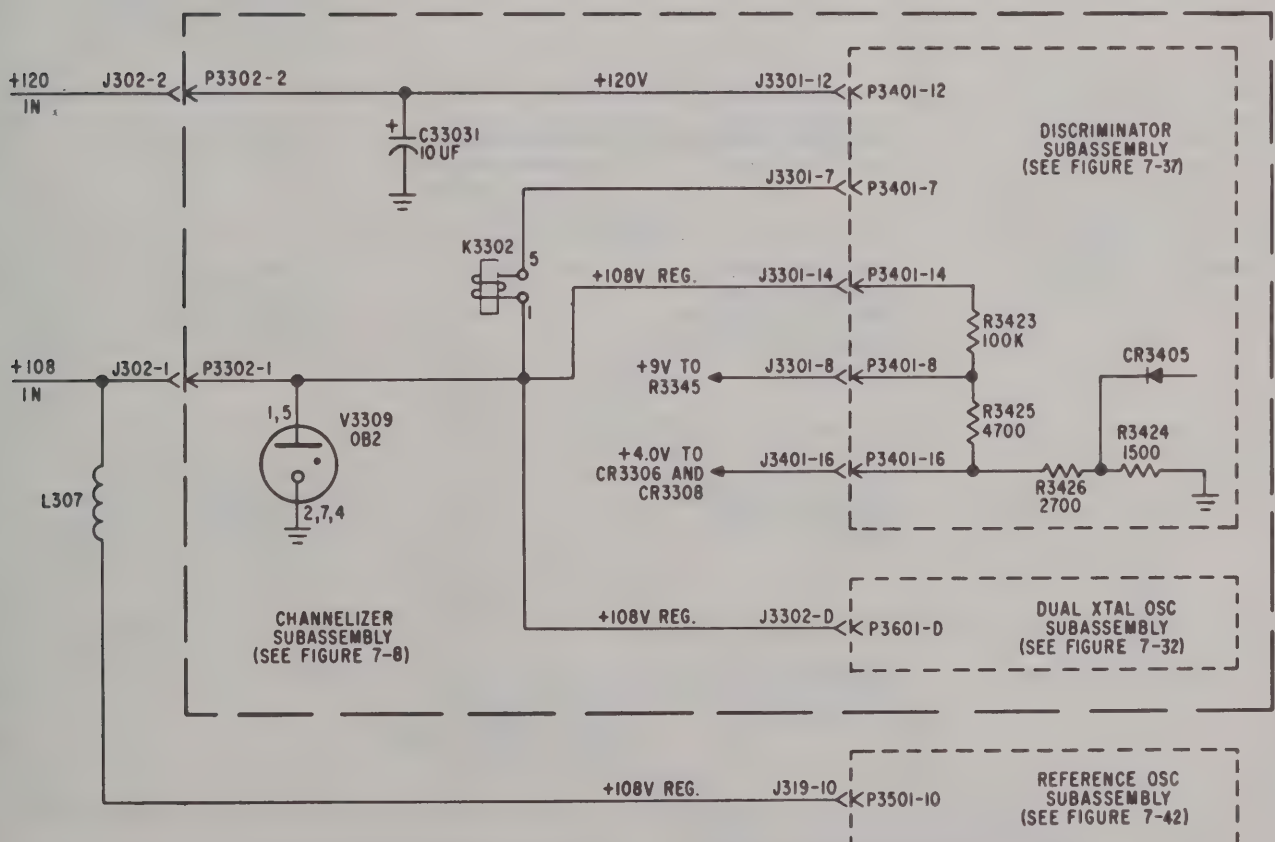 +120 IN
J302-2
P3302-2
+120V
J3301-12
P3401-12
+
C33031
10UF
DISCRIMINATOR
SUBASSEMBLY
(SEE FIGURE 7-37)
J3301-7
P3401-7
K3302
5
1
+108V REG.
J3301-14
P3401-14
R3423
100K
+108
IN
J302-1
P3302-1
+9V TO
R3345
J3301-8
P3401-8
CR3405
1,5
V3309
OB2
R3425
4700
R3424
1500
+4.0V TO
CR3306 AND
CR3308
J3401-16
P3401-16
R3426
2700
L307
2,7,4
CHANNELIZER
SUBASSEMBLY
(SEE FIGURE 7-8)
+108V REG.
J3302-D
P3601-D
DUAL XTAL OSC
SUBASSEMBLY
(SEE FIGURE 7-32)
+108V REG.
J319-10
P3501-10
REFERENCE OSC
SUBASSEMBLY
(SEE FIGURE 7-42)